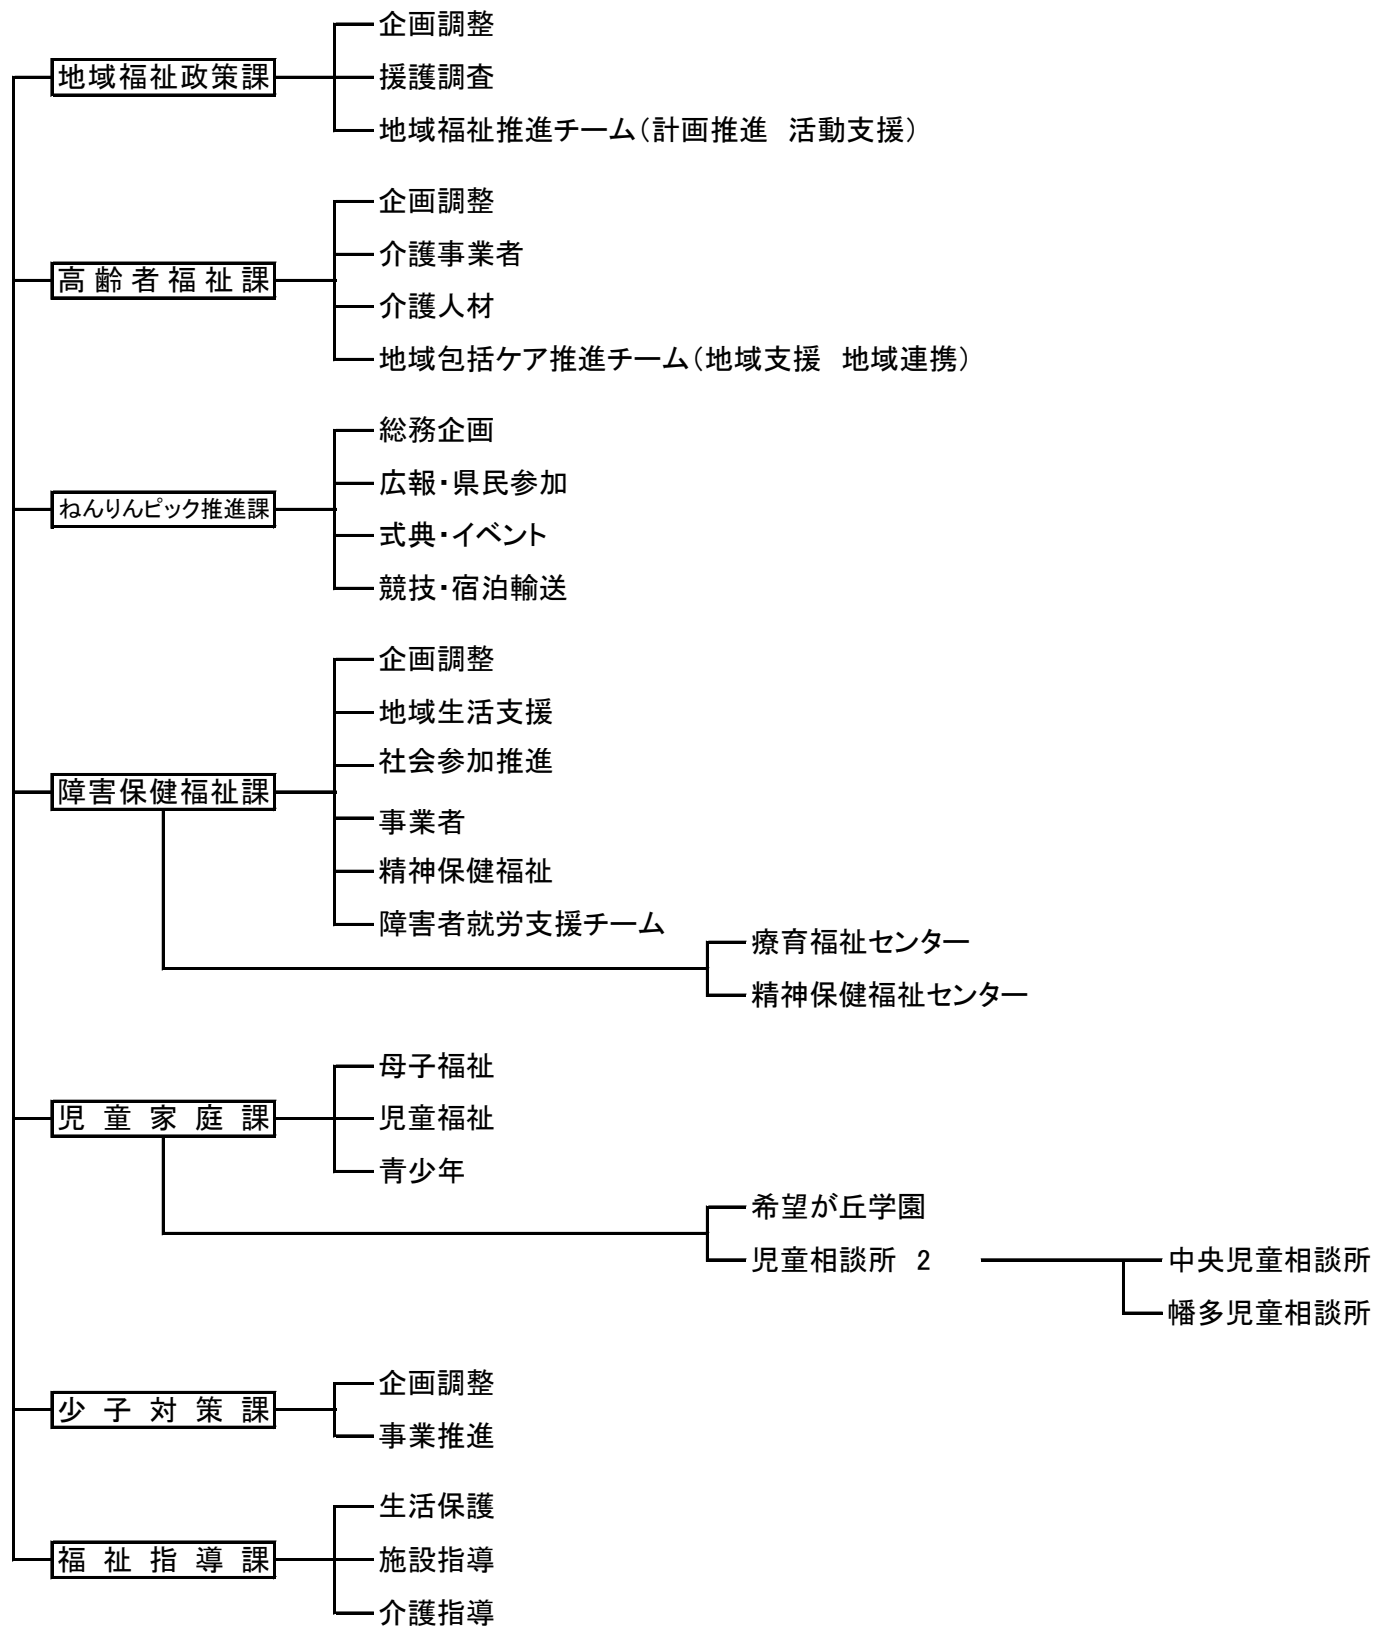 地域福祉政策課
企画調整
援護調査
地域福祉推進チーム(計画推進　活動支援)
高齢者福祉課
企画調整
介護事業者
介護人材
地域包括ケア推進チーム(地域支援　地域連携)
ねんりんピック推進課
総務企画
広報・県民参加
式典・イベント
競技・宿泊輸送
障害保健福祉課
企画調整
地域生活支援
社会参加推進
事業者
精神保健福祉
障害者就労支援チーム
療育福祉センター
精神保健福祉センター
児童家庭課
母子福祉
児童福祉
青少年
希望が丘学園
児童相談所　2
中央児童相談所
幡多児童相談所
少子対策課
企画調整
事業推進
福祉指導課
生活保護
施設指導
介護指導